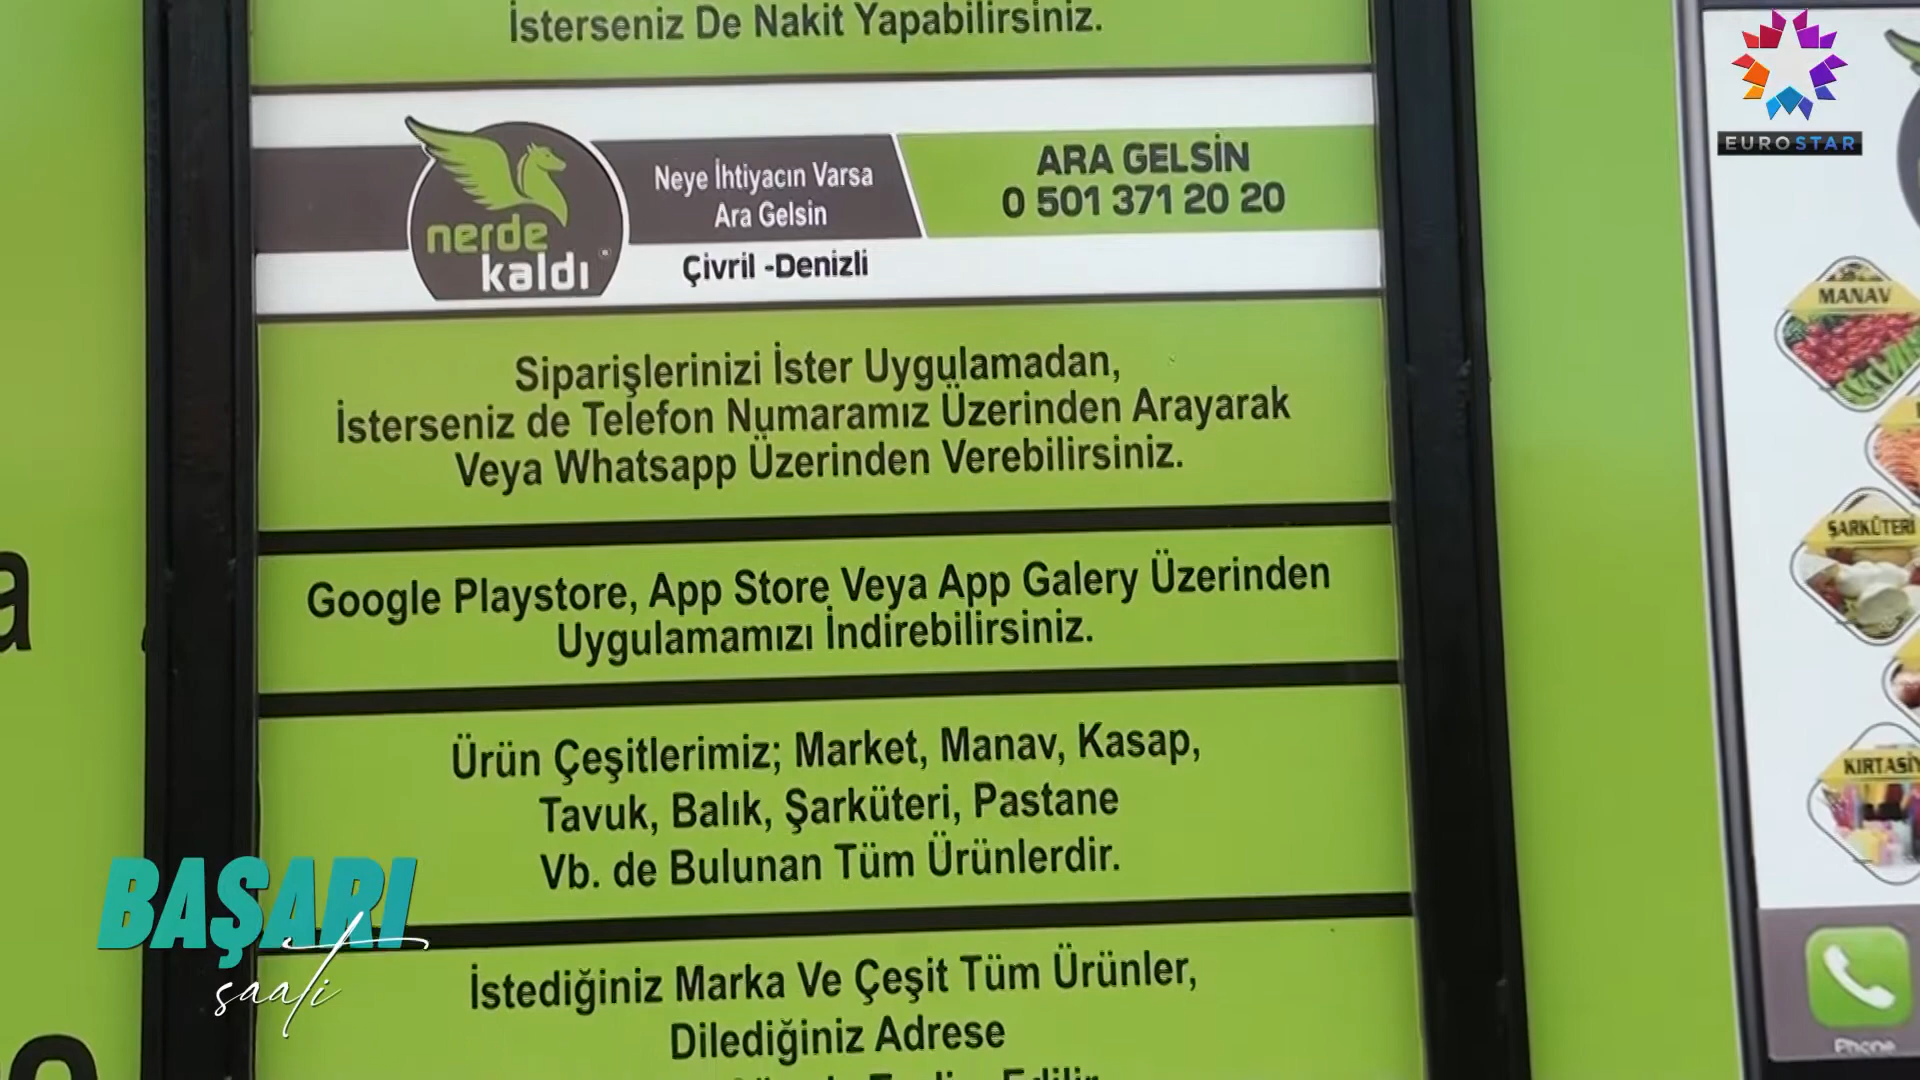 İsterseniz De Nakit Yapabilirsiniz.
nerde
kaldı
Neye İhtiyacın Varsa
Ara Gelsin
Çivril -Denizli
ARA GELSİN
0 501 371 20 20
Siparişlerinizi İster Uygulamadan,
İsterseniz de Telefon Numaramız Üzerinden Arayarak
Veya Whatsapp Üzerinden Verebilirsiniz.
Google Playstore, App Store Veya App Galery Üzerinden
Uygulamamızı İndirebilirsiniz.
Ürün Çeşitlerimiz; Market, Manav, Kasap,
Tavuk, Balık, Şarküteri, Pastane
Vb. de Bulunan Tüm Ürünlerdir.
İstediğiniz Marka Ve Çeşit Tüm Ürünler,
Dilediğiniz Adrese
EUROSTAR
MANAV
ŞARKÜTERİ
Phone
BAŞARI
saati